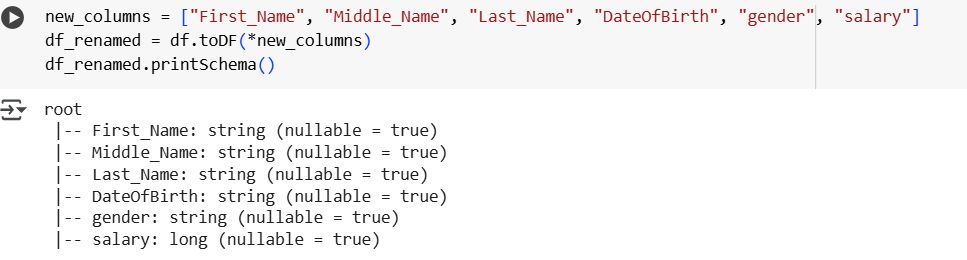 new_columns = ["First_Name", "Middle_Name", "Last_Name", "DateOfBirth", "gender", "salary"]
df_renamed = df.toDF(*new_columns)
df_renamed.printSchema()
root
 |-- First_Name: string (nullable = true)
 |-- Middle_Name: string (nullable = true)
 |-- Last_Name: string (nullable = true)
 |-- DateOfBirth: string (nullable = true)
 |-- gender: string (nullable = true)
 |-- salary: long (nullable = true)